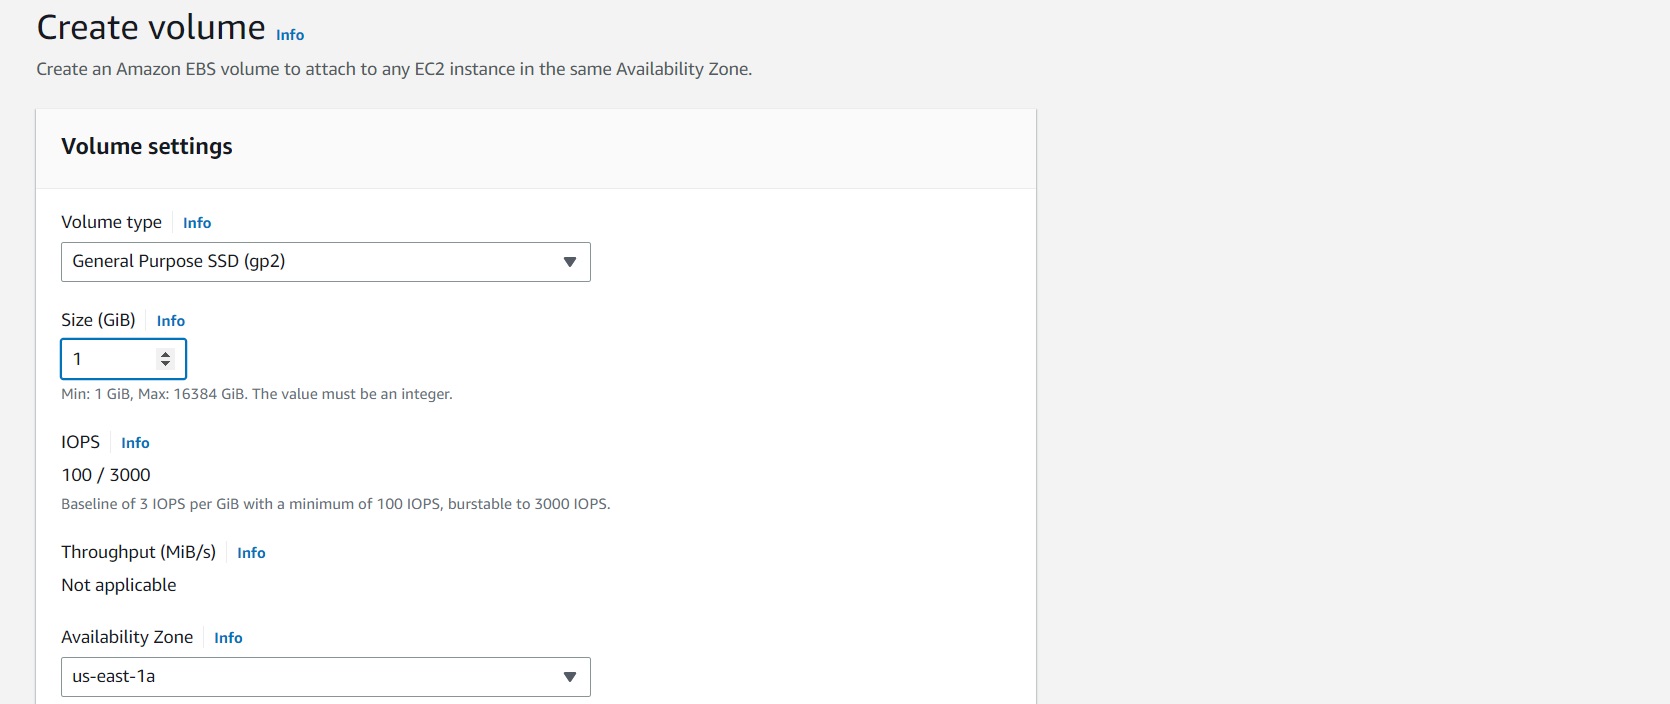 Create volume Info
Create an Amazon EBS volume to attach to any EC2 instance in the same Availability Zone.
Volume settings
Volume type Info
General Purpose SSD (gp2)
Size (GiB) Info
1
Min: 1 GiB, Max: 16384 GiB. The value must be an integer.
IOPS Info
100 / 3000
Baseline of 3 IOPS per GiB with a minimum of 100 IOPS, burstable to 3000 IOPS.
Throughput (MiB/s) Info
Not applicable
Availability Zone Info
us-east-1a